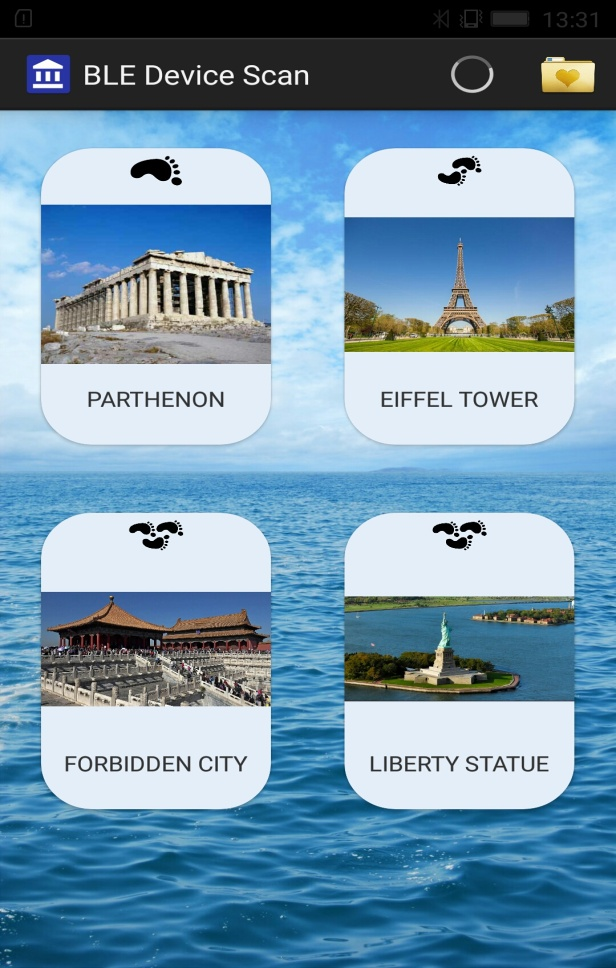 13:31
BLE Device Scan
PARTHENON
EIFFEL TOWER
FORBIDDEN CITY
LIBERTY STATUE